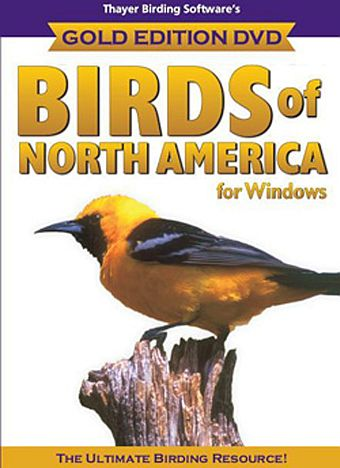 Thayer Birding Software's
GOLD EDITION DVD
BIRDS of
NORTH AMERICA
for Windows
THE ULTIMATE BIRDING RESOURCE!